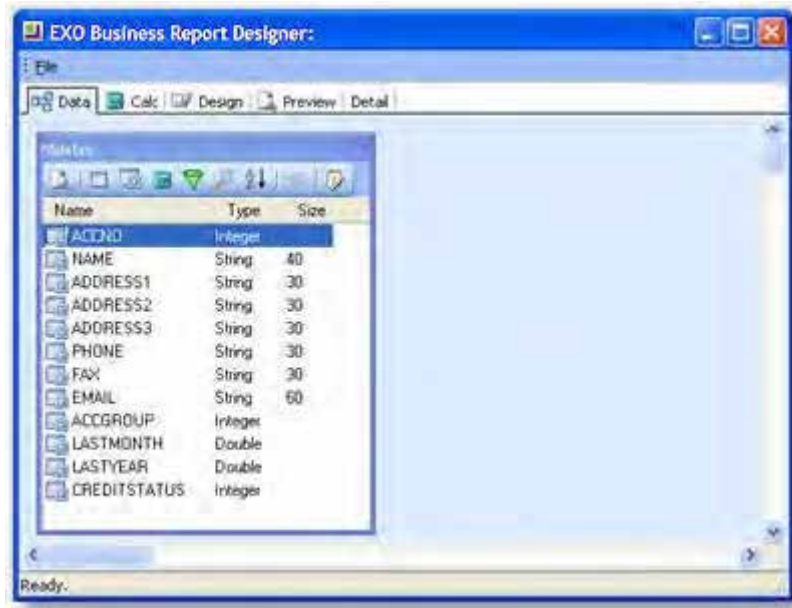 EXO Business Report Designer:
File
Data Calc Design Preview Detail
Name Type Size
ACCNO Integer
NAME String 40
ADDRESS1 String 30
ADDRESS2 String 30
ADDRESS3 String 30
PHONE String 30
FAX String 30
EMAIL String 60
ACCGROUP Integer
LASTMONTH Double
LASTYEAR Double
CREDITSTATUS Integer
Ready.